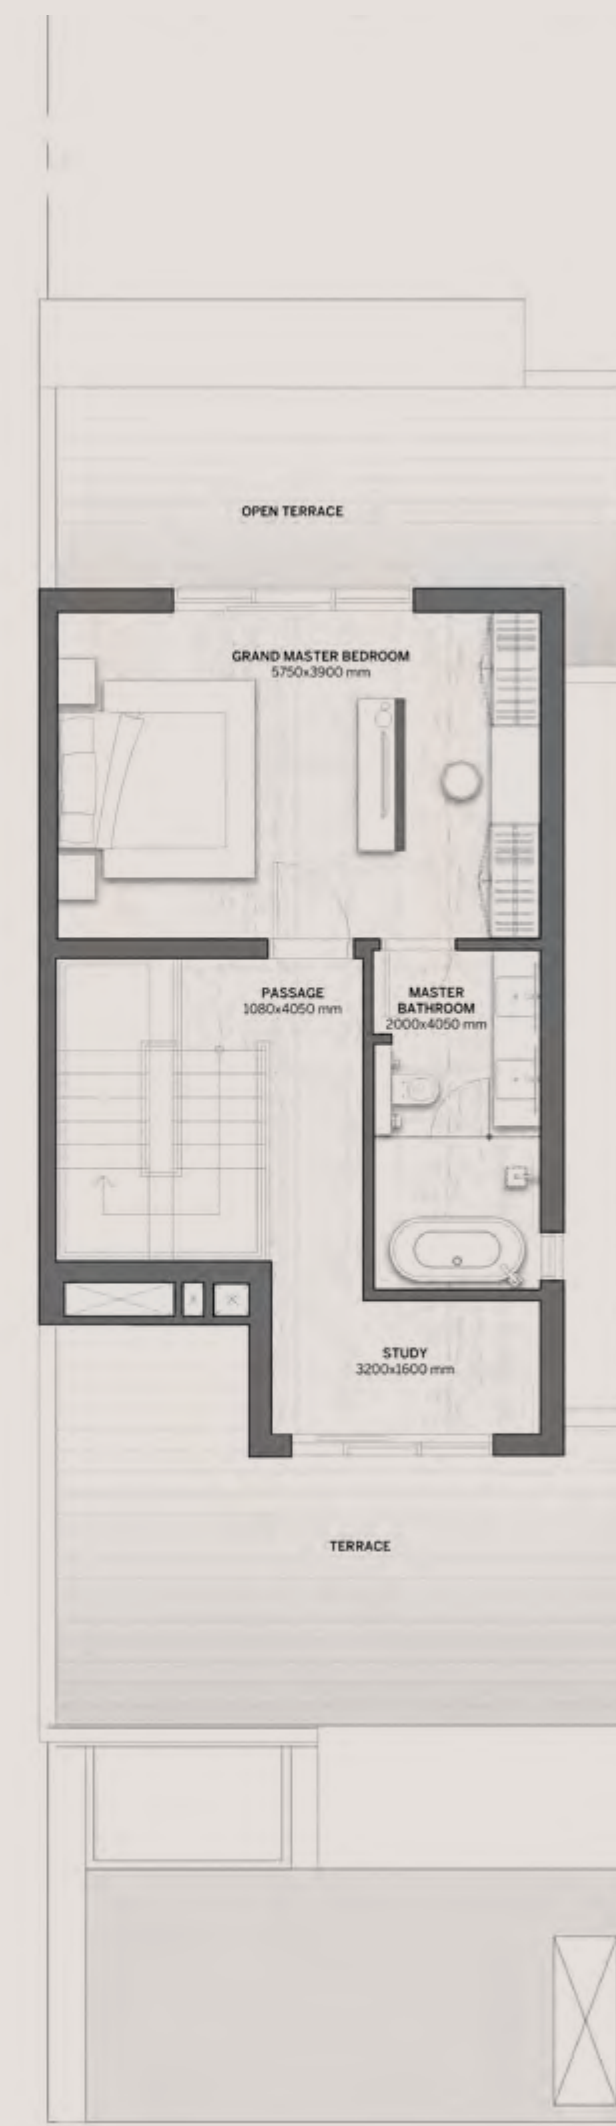 OPEN TERRACE
GRAND MASTER BEDROOM
5750x3900 mm
PASSAGE
1080x4050 mm
MASTER
BATHROOM
2000x4050 mm
STUDY
3200x1600 mm
TERRACE